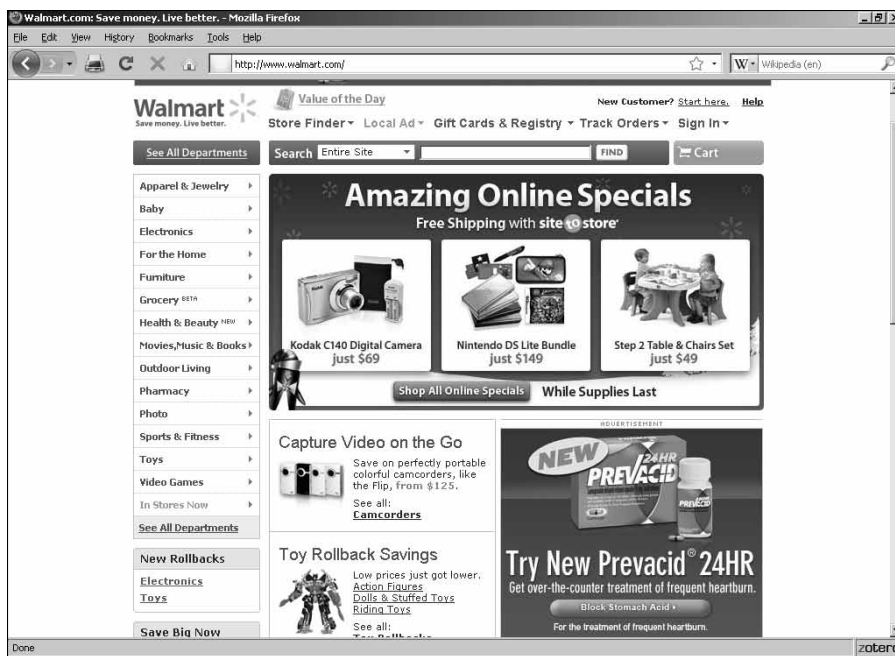 Walmart.com: Save money. Live better. - Mozilla Firefox
File Edit View History Bookmarks Tools Help
http://www.walmart.com/
W Wikipedia (en)
Walmart
Save money. Live better.
Value of the Day
New Customer? Start here. Help
Store Finder Local Ad Gift Cards & Registry Track Orders Sign In
See All Departments
Search Entire Site FIND Cart
Apparel & Jewelry
Baby
Electronics
For the Home
Furniture
Grocery BETA
Health & Beauty NEW
Movies,Music & Books
Outdoor Living
Pharmacy
Photo
Sports & Fitness
Toys
Video Games
In Stores Now
See All Departments
New Rollbacks
Electronics
Toys
Save Big Now
Amazing Online Specials
Free Shipping with site to store
Kodak C140 Digital Camera
just $69
Nintendo DS Lite Bundle
just $149
Step 2 Table & Chairs Set
just $49
Shop All Online Specials While Supplies Last
Capture Video on the Go
Save on perfectly portable
colorful camcorders, like
the Flip, from $125.
See all:
Camcorders
Toy Rollback Savings
Low prices just got lower.
Action Figures
Dolls & Stuffed Toys
Riding Toys
See all:
Toy Rollbacks
ADVERTISEMENT
NEW
24HR
PREVACID
PREVACID
Try New Prevacid® 24HR
Get over-the-counter treatment of frequent heartburn.
Block Stomach Acid
For the treatment of frequent heartburn.
Done
zotero